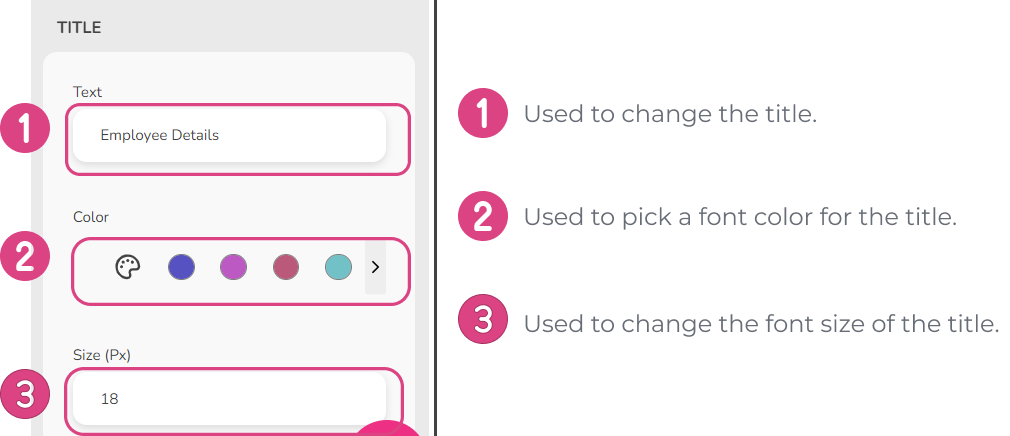 TITLE
Text
1
Employee Details
Color
2
Size (Px)
3
18
1 Used to change the title.
2 Used to pick a font color for the title.
3 Used to change the font size of the title.